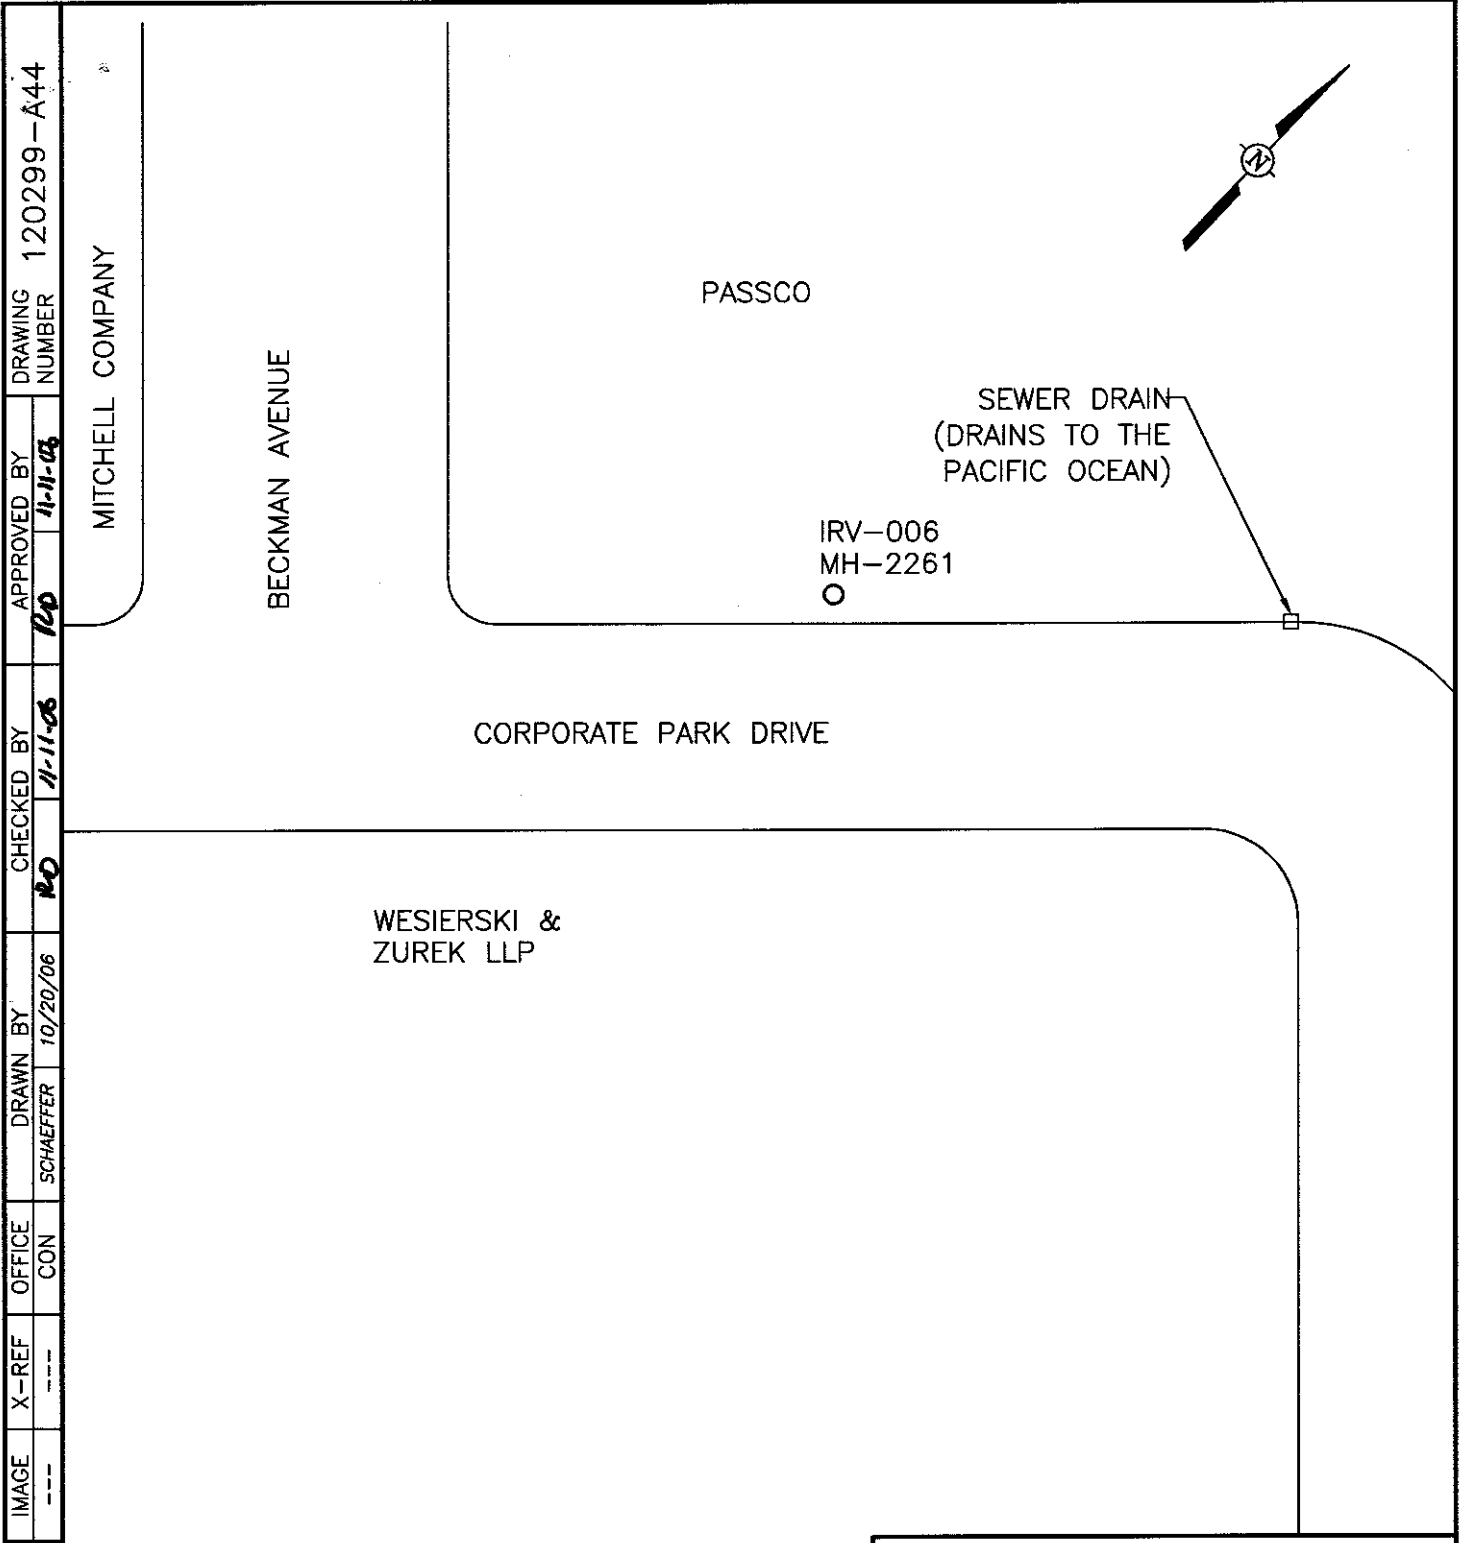 DRAWING
NUMBER
120299-A44
APPROVED BY
RD
11-11-06
CHECKED BY
RD
11-11-06
DRAWN BY
SCHAEFFER
10/20/06
OFFICE
CON
X-REF
---
IMAGE
---
MITCHELL COMPANY
BECKMAN AVENUE
PASSCO
N
SEWER DRAIN
(DRAINS TO THE
PACIFIC OCEAN)
IRV-006
MH-2261
CORPORATE PARK DRIVE
WESIERSKI &
ZUREK LLP